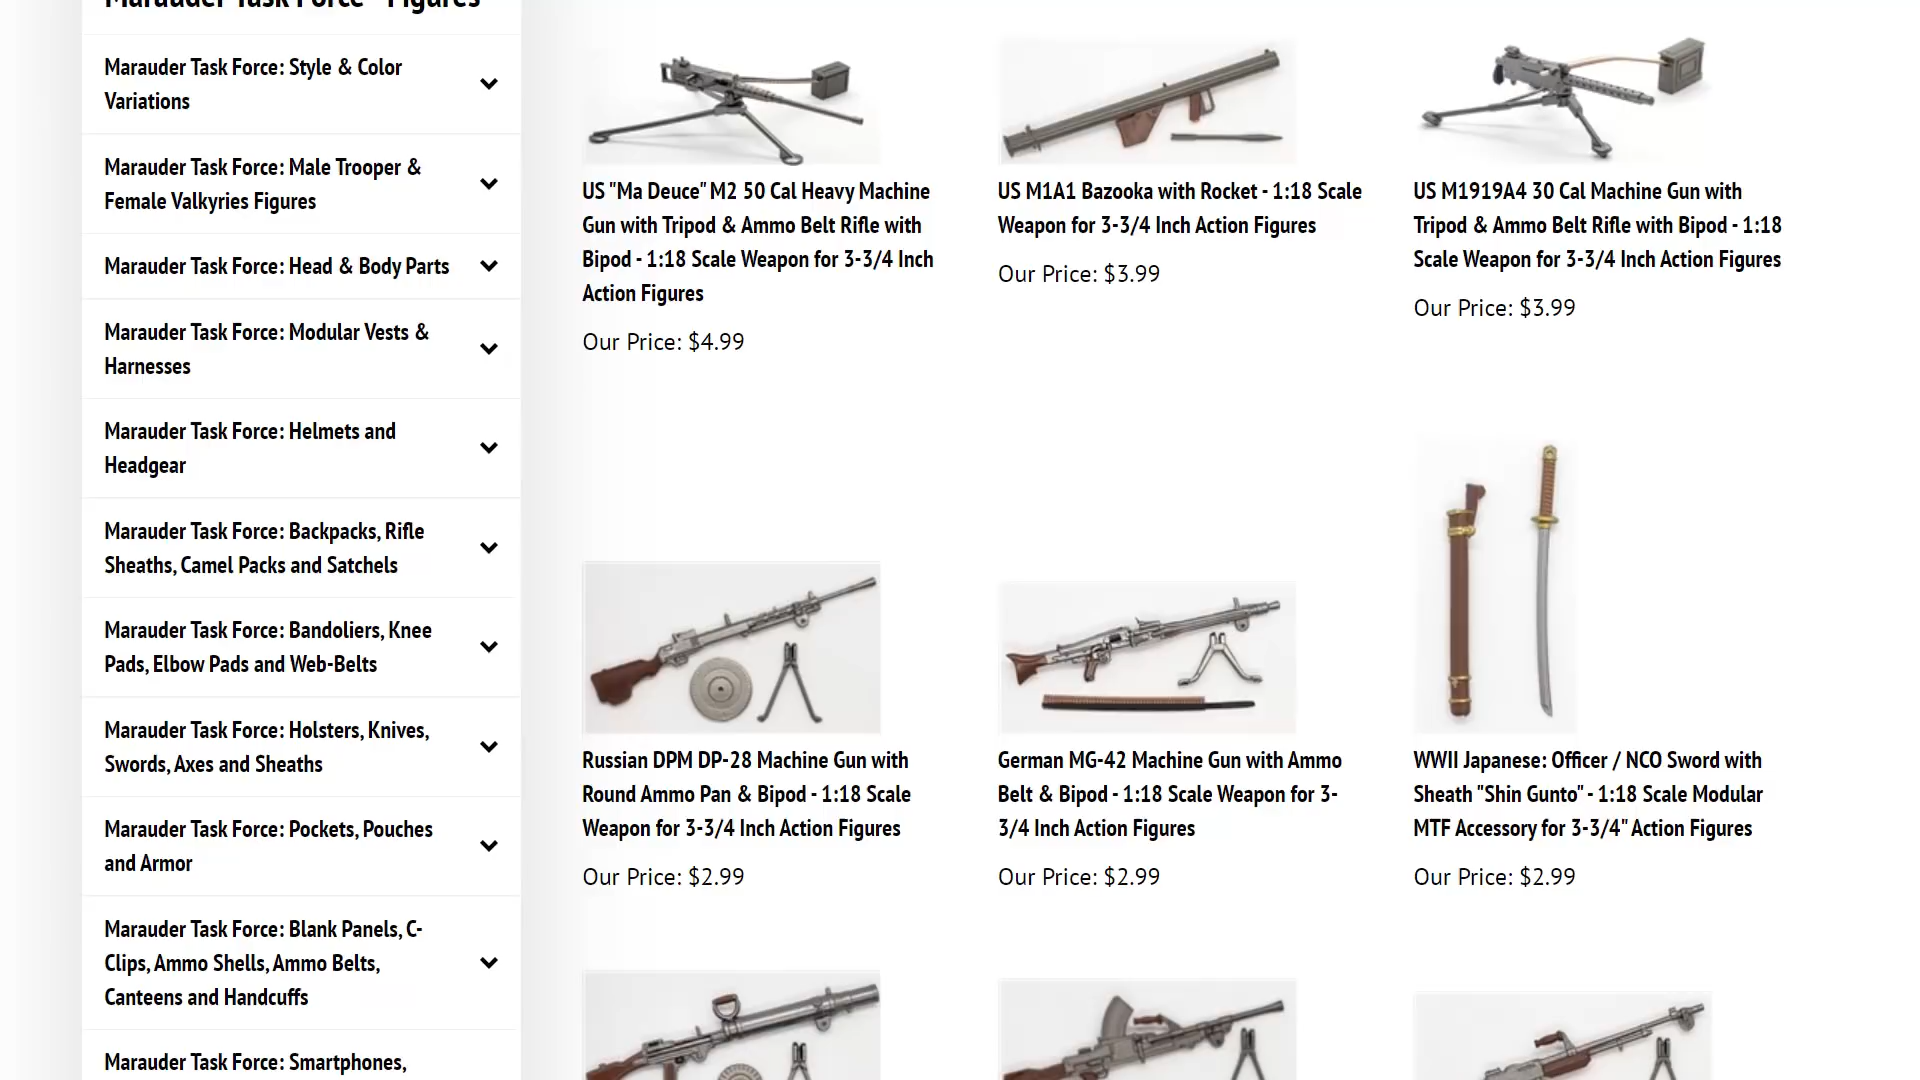 Marauder Task Force - Figures
Marauder Task Force: Style & Color
Variations
Marauder Task Force: Male Trooper &
Female Valkyries Figures
Marauder Task Force: Head & Body Parts
Marauder Task Force: Modular Vests &
Harnesses
Marauder Task Force: Helmets and
Headgear
Marauder Task Force: Backpacks, Rifle
Sheaths, Camel Packs and Satchels
Marauder Task Force: Bandoliers, Knee
Pads, Elbow Pads and Web-Belts
Marauder Task Force: Holsters, Knives,
Swords, Axes and Sheaths
Marauder Task Force: Pockets, Pouches
and Armor
Marauder Task Force: Blank Panels, C-
Clips, Ammo Shells, Ammo Belts,
Canteens and Handcuffs
Marauder Task Force: Smartphones,
US "Ma Deuce" M2 50 Cal Heavy Machine
Gun with Tripod & Ammo Belt Rifle with
Bipod - 1:18 Scale Weapon for 3-3/4 Inch
Action Figures
Our Price: $4.99
US M1A1 Bazooka with Rocket - 1:18 Scale
Weapon for 3-3/4 Inch Action Figures
Our Price: $3.99
US M1919A4 30 Cal Machine Gun with
Tripod & Ammo Belt Rifle with Bipod - 1:18
Scale Weapon for 3-3/4 Inch Action Figures
Our Price: $3.99
Russian DPM DP-28 Machine Gun with
Round Ammo Pan & Bipod - 1:18 Scale
Weapon for 3-3/4 Inch Action Figures
Our Price: $2.99
German MG-42 Machine Gun with Ammo
Belt & Bipod - 1:18 Scale Weapon for 3-
3/4 Inch Action Figures
Our Price: $2.99
WWII Japanese: Officer / NCO Sword with
Sheath "Shin Gunto" - 1:18 Scale Modular
MTF Accessory for 3-3/4" Action Figures
Our Price: $2.99